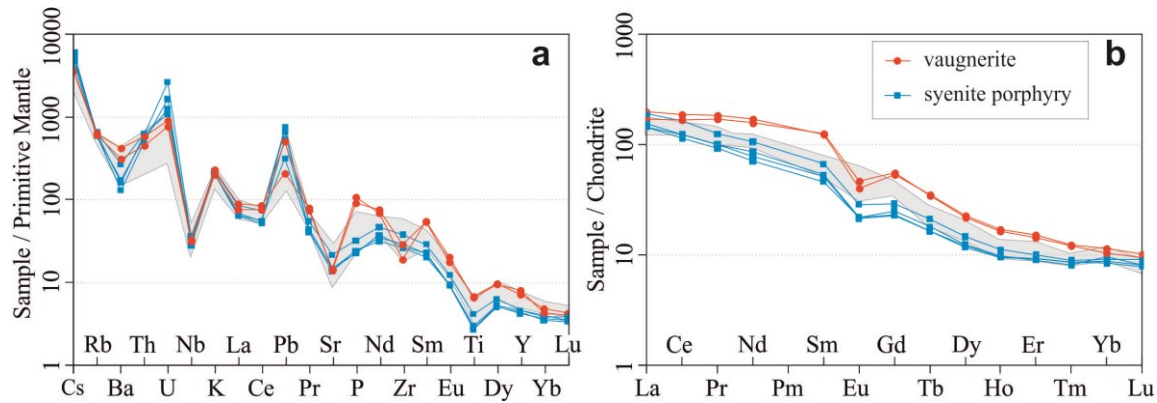 a
Sample / Primitive Mantle
10000
1000
100
10
1
Rb Th Nb La Pb Sr Nd Sm Ti Y Lu
Cs Ba U K Ce Pr P Zr Eu Dy Yb
b
vaugnerite
syenite porphyry
Sample / Chondrite
1000
100
10
1
Ce Nd Sm Gd Dy Er Yb
La Pr Pm Eu Tb Ho Tm Lu